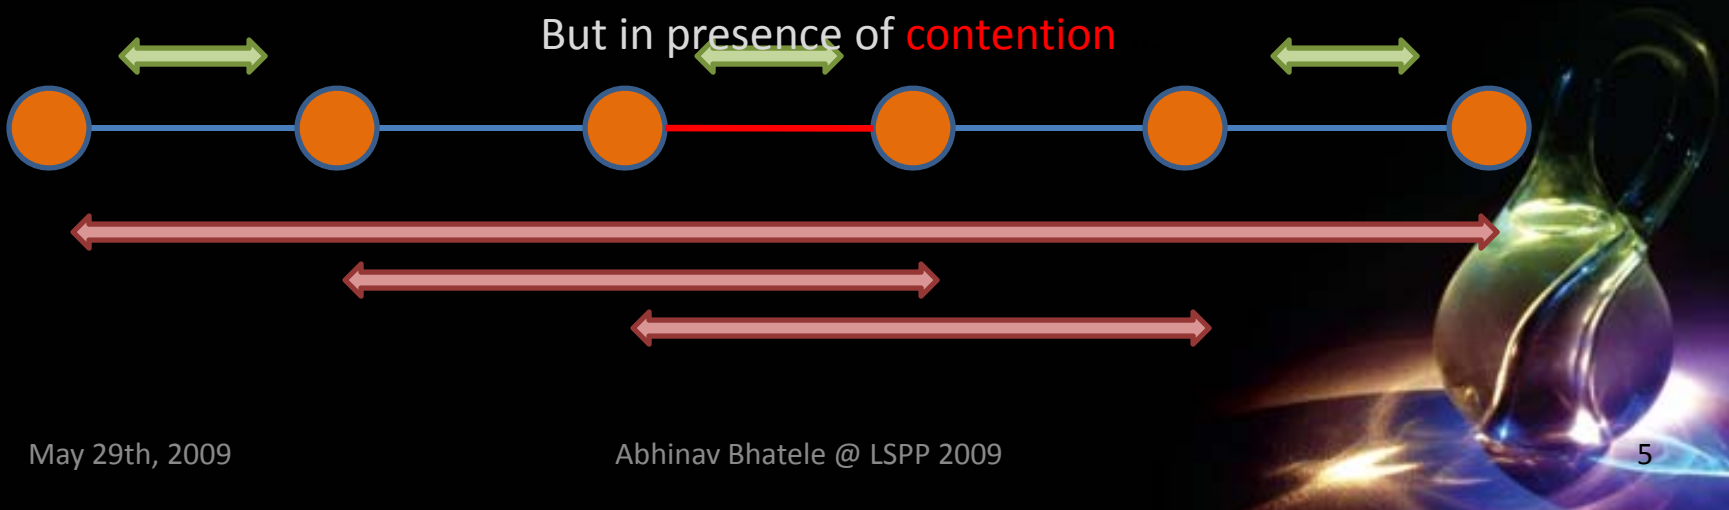 But in presence of contention
May 29th, 2009
Abhinav Bhatele @ LSPP 2009
5